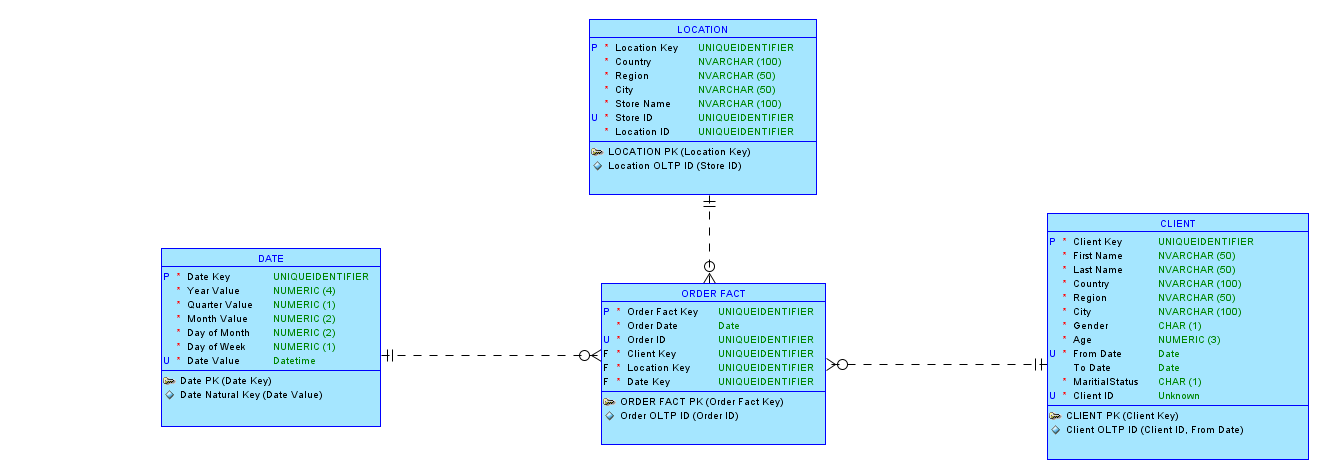 LOCATION
P * Location Key UNIQUEIDENTIFIER
* Country NVARCHAR (100)
* Region NVARCHAR (50)
* City NVARCHAR (50)
* Store Name NVARCHAR (100)
U * Store ID UNIQUEIDENTIFIER
* Location ID UNIQUEIDENTIFIER
LOCATION PK (Location Key)
Location OLTP ID (Store ID)
DATE
P * Date Key UNIQUEIDENTIFIER
* Year Value NUMERIC (4)
* Quarter Value NUMERIC (1)
* Month Value NUMERIC (2)
* Day of Month NUMERIC (2)
* Day of Week NUMERIC (1)
U * Date Value Datetime
Date PK (Date Key)
Date Natural Key (Date Value)
ORDER FACT
P * Order Fact Key UNIQUEIDENTIFIER
* Order Date Date
U * Order ID UNIQUEIDENTIFIER
F * Client Key UNIQUEIDENTIFIER
F * Location Key UNIQUEIDENTIFIER
F * Date Key UNIQUEIDENTIFIER
ORDER FACT PK (Order Fact Key)
Order OLTP ID (Order ID)
CLIENT
P * Client Key UNIQUEIDENTIFIER
* First Name NVARCHAR (50)
* Last Name NVARCHAR (50)
* Country NVARCHAR (100)
* Region NVARCHAR (50)
* City NVARCHAR (100)
* Gender CHAR (1)
* Age NUMERIC (3)
U * From Date Date
To Date Date
* MaritialStatus CHAR (1)
U * Client ID Unknown
CLIENT PK (Client Key)
Client OLTP ID (Client ID, From Date)